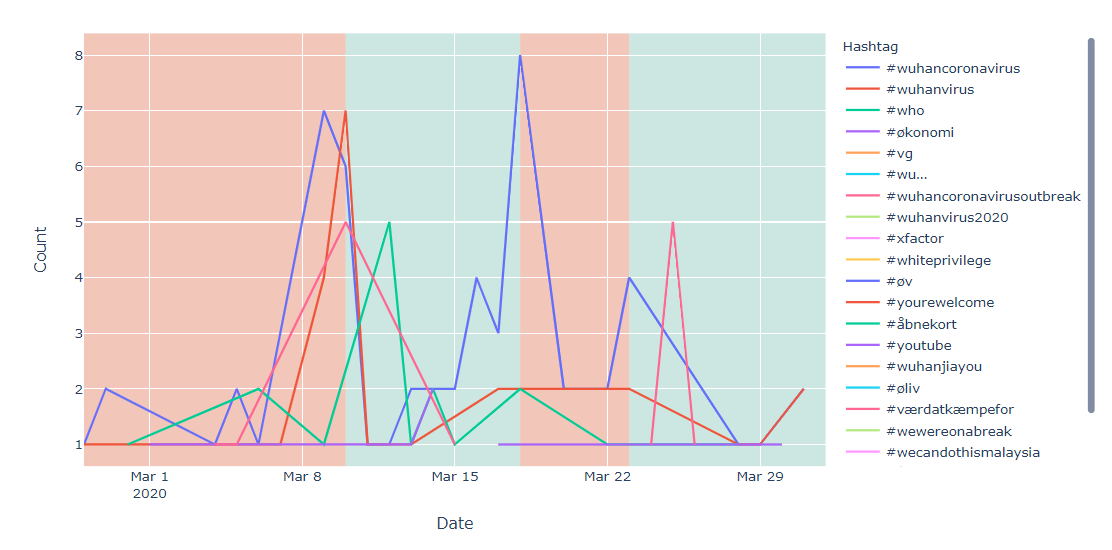 Hashtag
8
7
6
5
4
3
2
1
Count
Mar 1
2020
Mar 8
Mar 15
Mar 22
Mar 29
Date
#wuhancoronavirus
#wuhanvirus
#who
#økonomi
#vg
#wu...
#wuhancoronavirusoutbreak
#wuhanvirus2020
#xfactor
#whiteprivilege
#øv
#yourewelcome
#åbnekort
#youtube
#wuhanjiayou
#øliv
#værdatkæmpefor
#wewereonabreak
#wecandothismalaysia